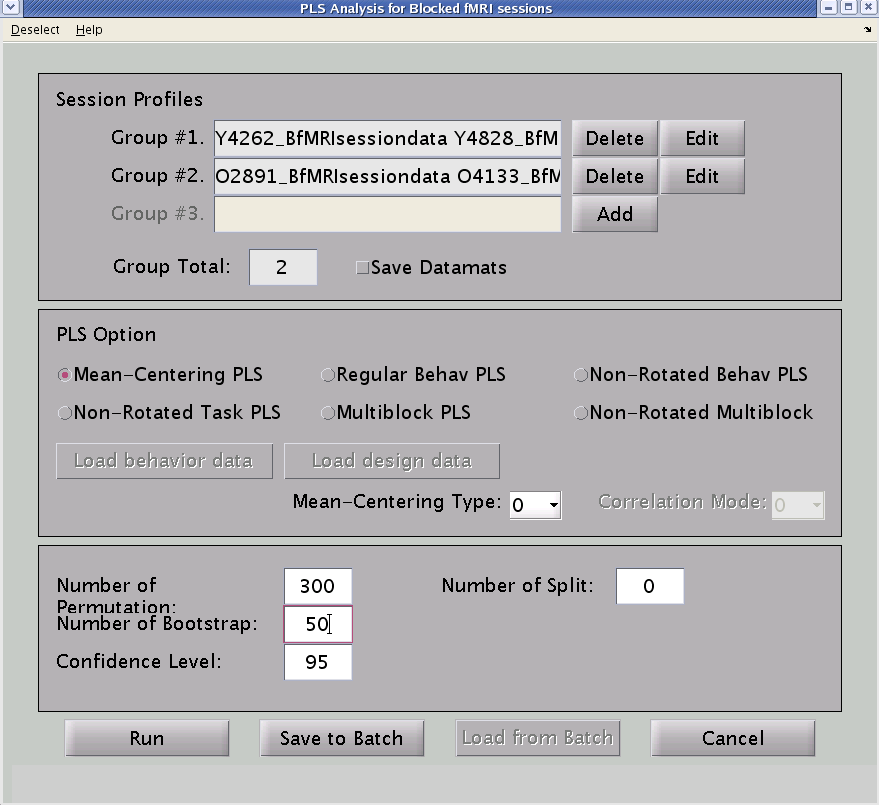 PLS Analysis for Blocked fMRI sessions
Deselect Help
Session Profiles
Group #1. Y4262_BfMRIsessiondata Y4828_BfM Delete Edit
Group #2. O2891_BfMRIsessiondata O4133_BfM Delete Edit
Group #3. Add
Group Total: 2 Save Datamats
PLS Option
Mean-Centering PLS Regular Behav PLS Non-Rotated Behav PLS
Non-Rotated Task PLS Multiblock PLS Non-Rotated Multiblock
Load behavior data Load design data
Mean-Centering Type: 0 Correlation Mode: 0
Number of Permutation: 300 Number of Split: 0
Number of Bootstrap: 50
Confidence Level: 95
Run Save to Batch Load from Batch Cancel